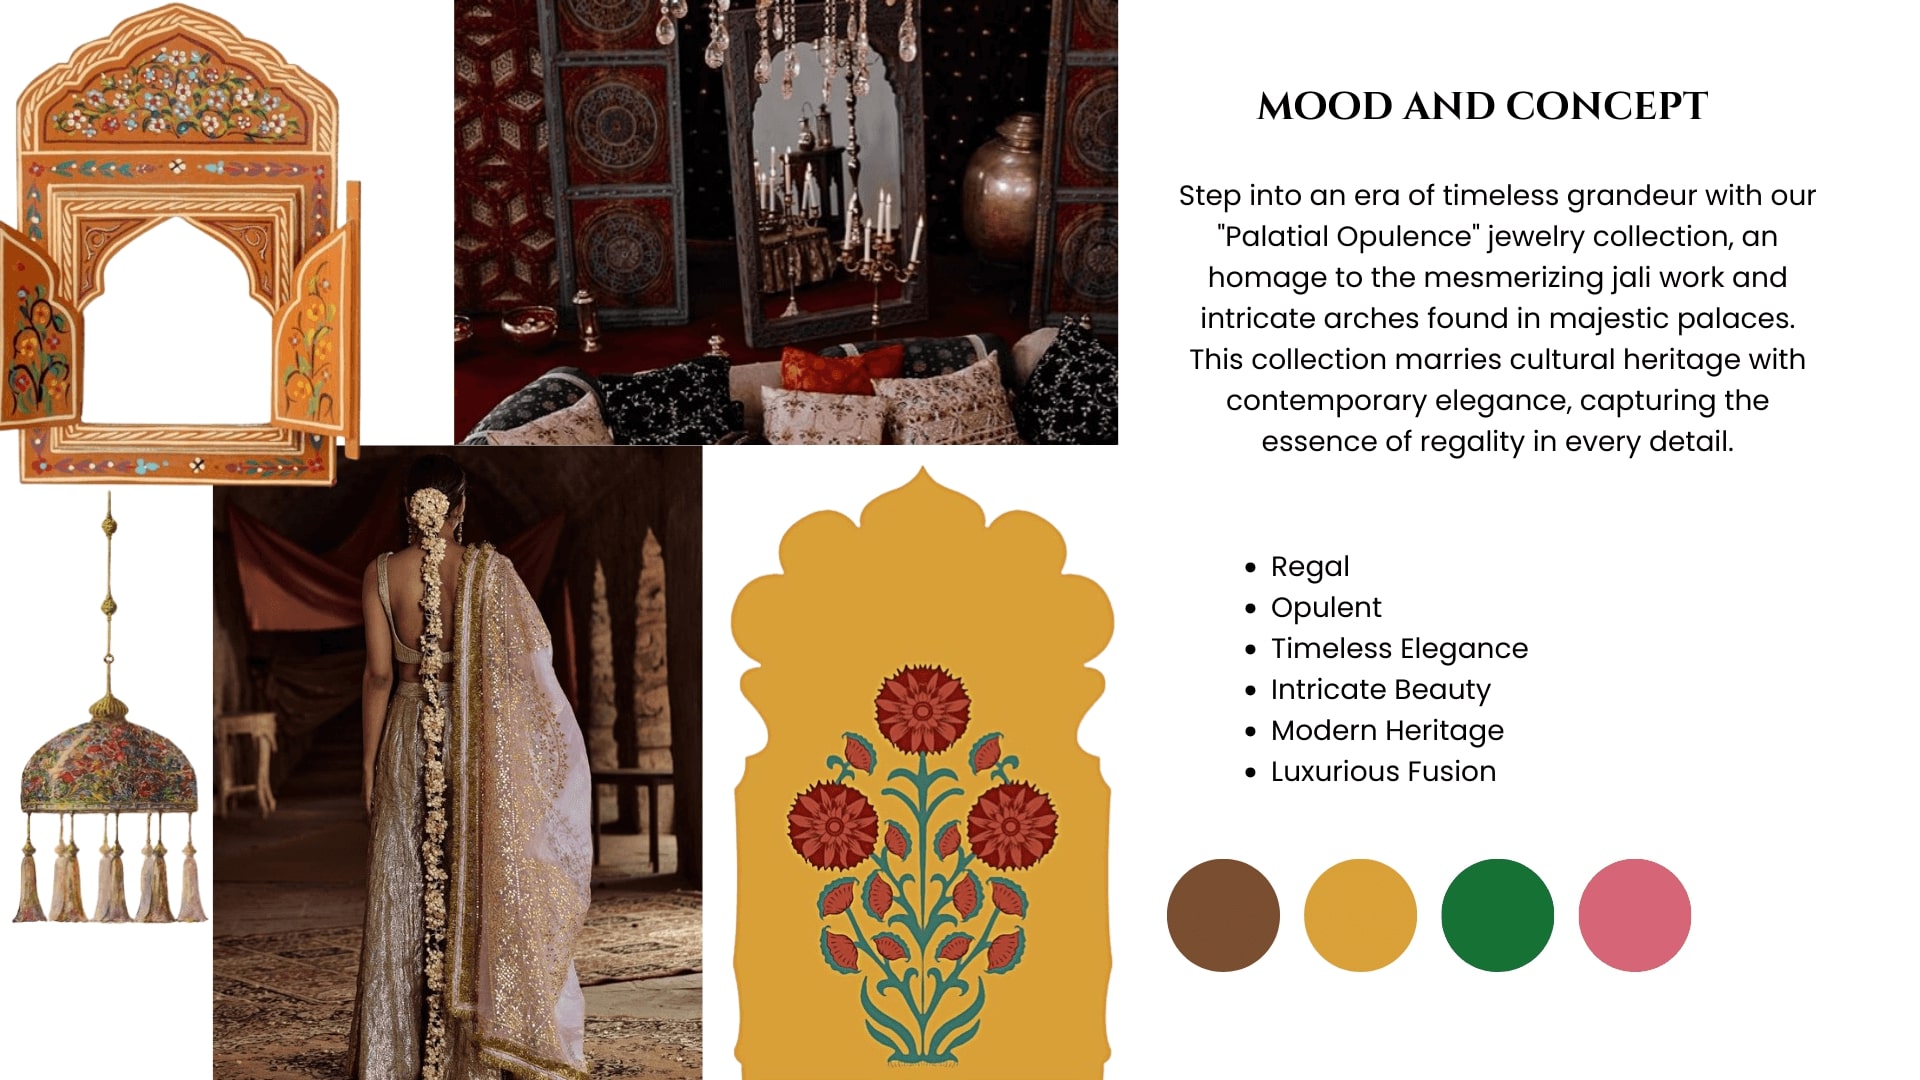 MOOD AND CONCEPT
Step into an era of timeless grandeur with our
"Palatial Opulence" jewelry collection, an
homage to the mesmerizing jali work and
intricate arches found in majestic palaces.
This collection marries cultural heritage with
contemporary elegance, capturing the
essence of regality in every detail.
• Regal
• Opulent
• Timeless Elegance
• Intricate Beauty
• Modern Heritage
• Luxurious Fusion